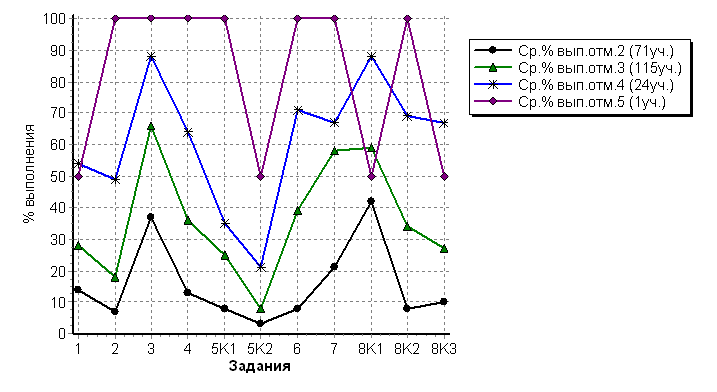 % выполнения
100
90
80
70
60
50
40
30
20
10
0
1 2 3 4 5K1 5K2 6 7 8K1 8K2 8K3
Задания
Ср.% вып.отм.2 (71уч.)
Ср.% вып.отм.3 (115уч.)
Ср.% вып.отм.4 (24уч.)
Ср.% вып.отм.5 (1уч.)